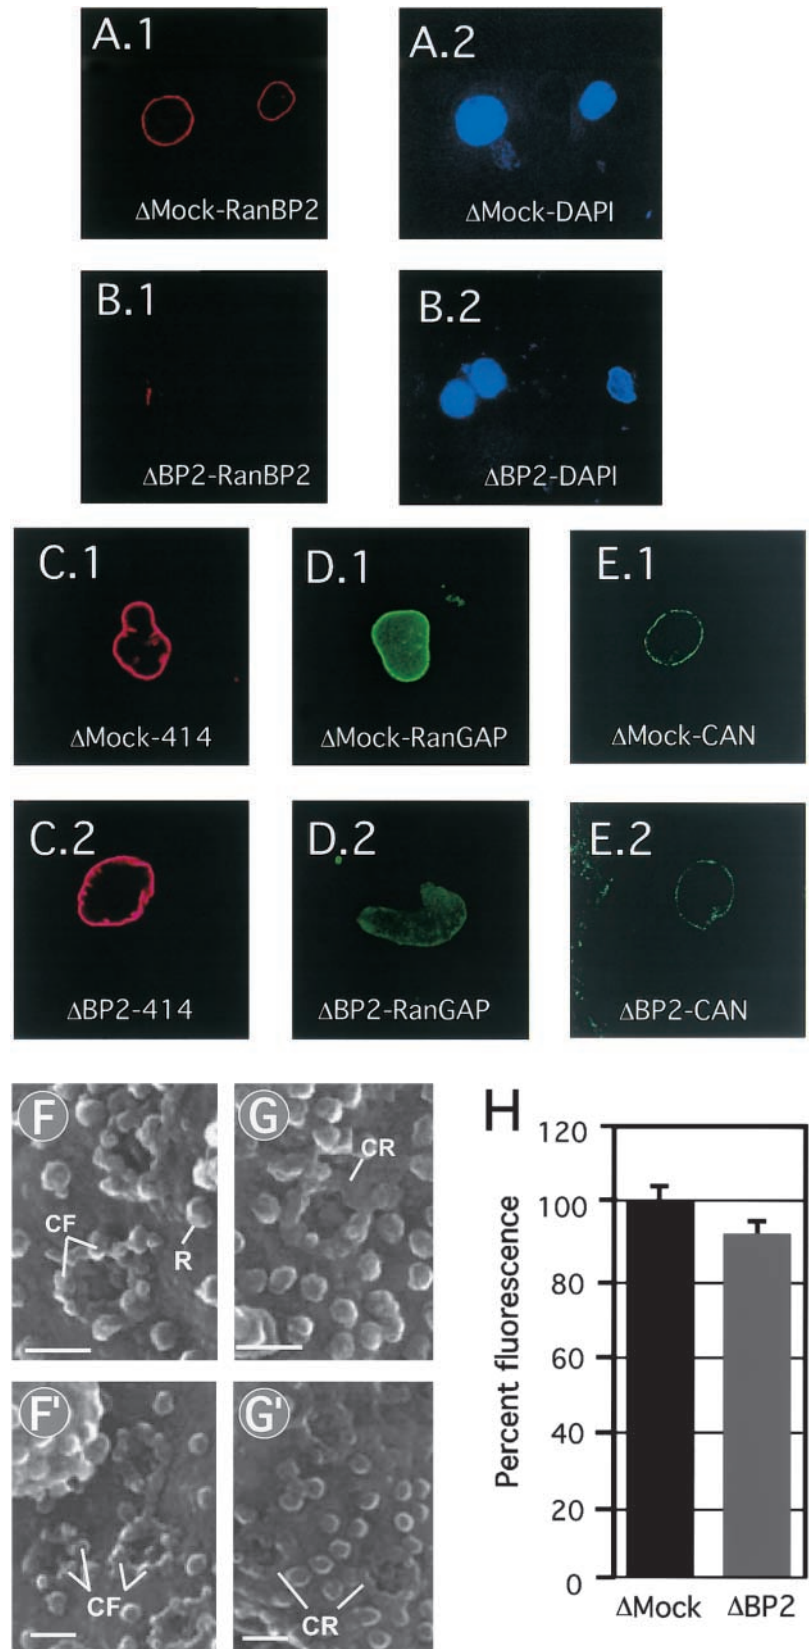 A.1
ΔMock-RanBP2
A.2
ΔMock-DAPI
B.1
ΔBP2-RanBP2
B.2
ΔBP2-DAPI
C.1
ΔMock-414
D.1
ΔMock-RanGAP
E.1
ΔMock-CAN
C.2
ΔBP2-414
D.2
ΔBP2-RanGAP
E.2
ΔBP2-CAN
F
CF
R
G
CR
F'
CF
G'
CR
H
Percent fluorescence
120
100
80
60
40
20
0
ΔMock
ΔBP2